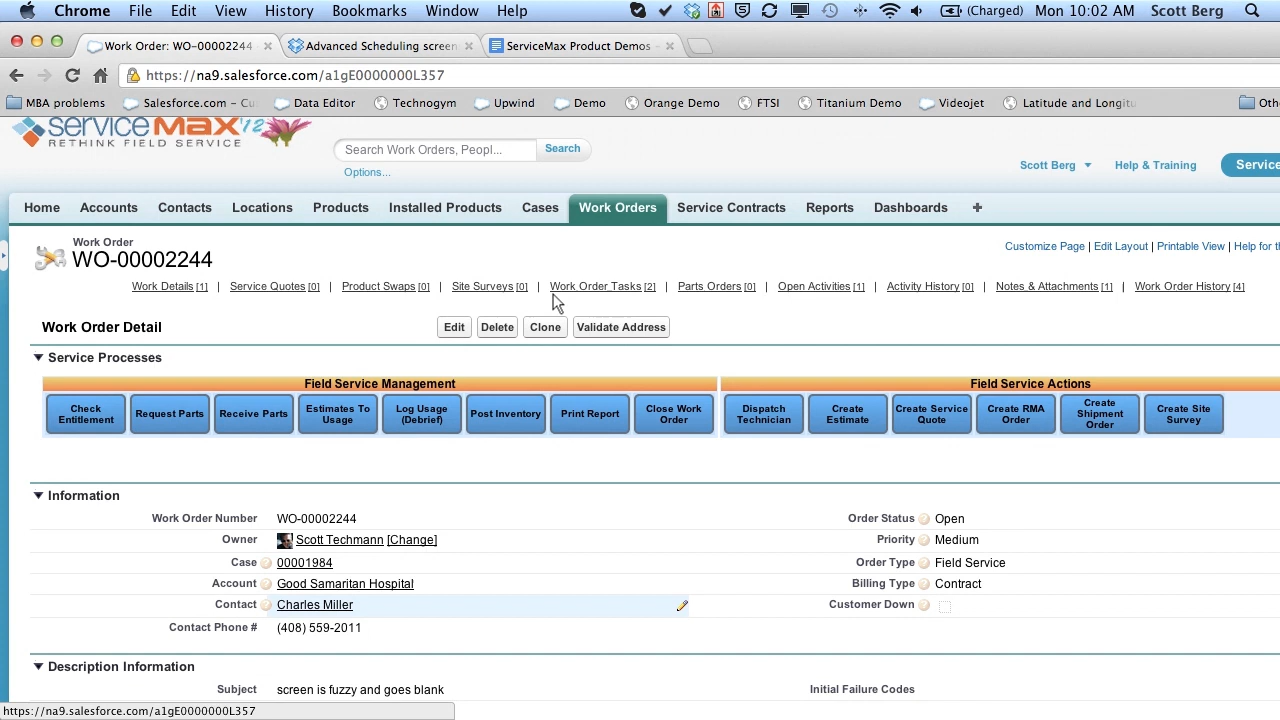 Chrome File Edit View History Bookmarks Window Help (Charged) Mon 10:02 AM Scott Berg
Work Order: WO-00002244 Advanced Scheduling screen ServiceMax Product Demos
https://na9.salesforce.com/a1gE0000000L357
MBA problems Salesforce.com - Cu Data Editor Technogym Upwind Demo Orange Demo FTSI Titanium Demo Videojet Latitude and Longitu Oth
serviceMax '12
RETHINK FIELD SERVICE
Search Work Orders, Peopl... Search
Options...
Scott Berg Help & Training Service
Home Accounts Contacts Locations Products Installed Products Cases Work Orders Service Contracts Reports Dashboards +
Work Order
WO-00002244
Customize Page | Edit Layout | Printable View | Help for t
Work Details [1] | Service Quotes [0] | Product Swaps [0] | Site Surveys [0] | Work Order Tasks [2] | Parts Orders [0] | Open Activities [1] | Activity History [0] | Notes & Attachments [1] | Work Order History [4]
Work Order Detail Edit Delete Clone Validate Address
Service Processes
Field Service Management Field Service Actions
Check Entitlement Request Parts Receive Parts Estimates To Usage Log Usage (Debrief) Post Inventory Print Report Close Work Order Dispatch Technician Create Estimate Create Service Quote Create RMA Order Create Shipment Order Create Site Survey
Information
Work Order Number WO-00002244 Order Status Open
Owner Scott Techmann [Change] Priority Medium
Case 00001984 Order Type Field Service
Account Good Samaritan Hospital Billing Type Contract
Contact Charles Miller Customer Down
Contact Phone # (408) 559-2011
Description Information
Subject screen is fuzzy and goes blank Initial Failure Codes
https://na9.salesforce.com/a1gE0000000L357